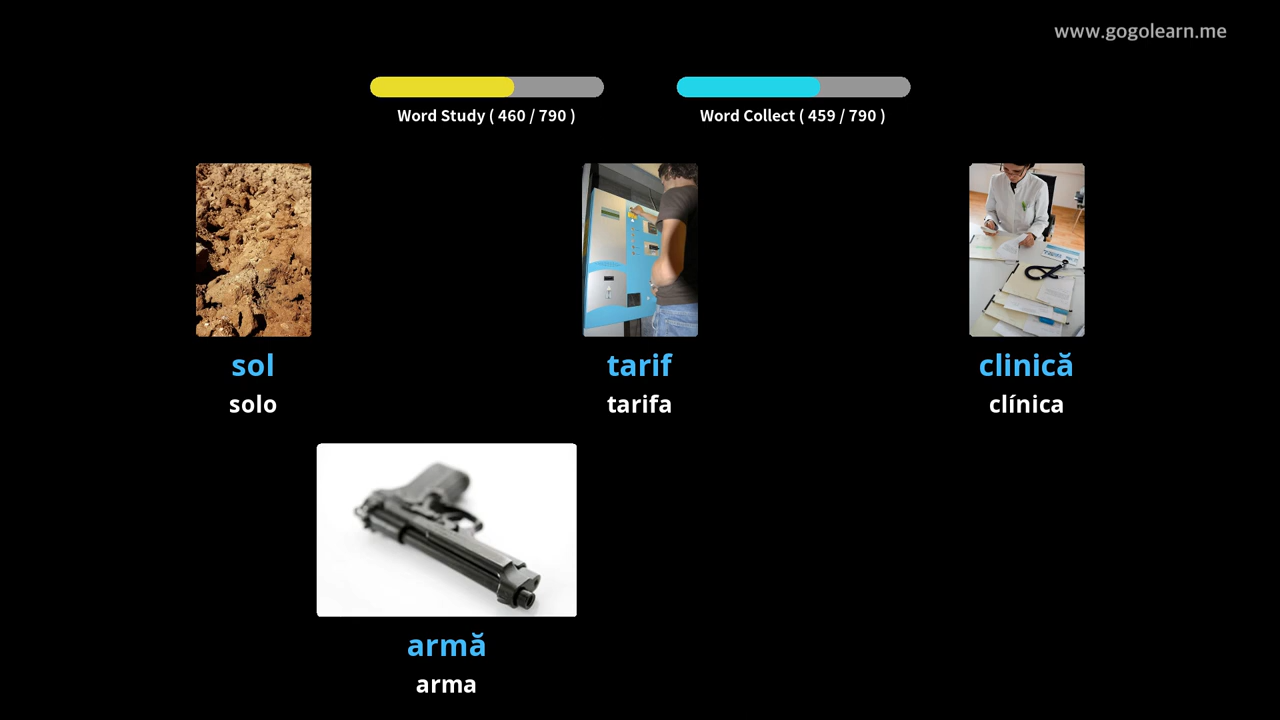 www.gogolearn.me
Word Study ( 460 / 790 )
Word Collect ( 459 / 790 )
sol
solo
tarif
tarifa
clinică
clínica
armă
arma